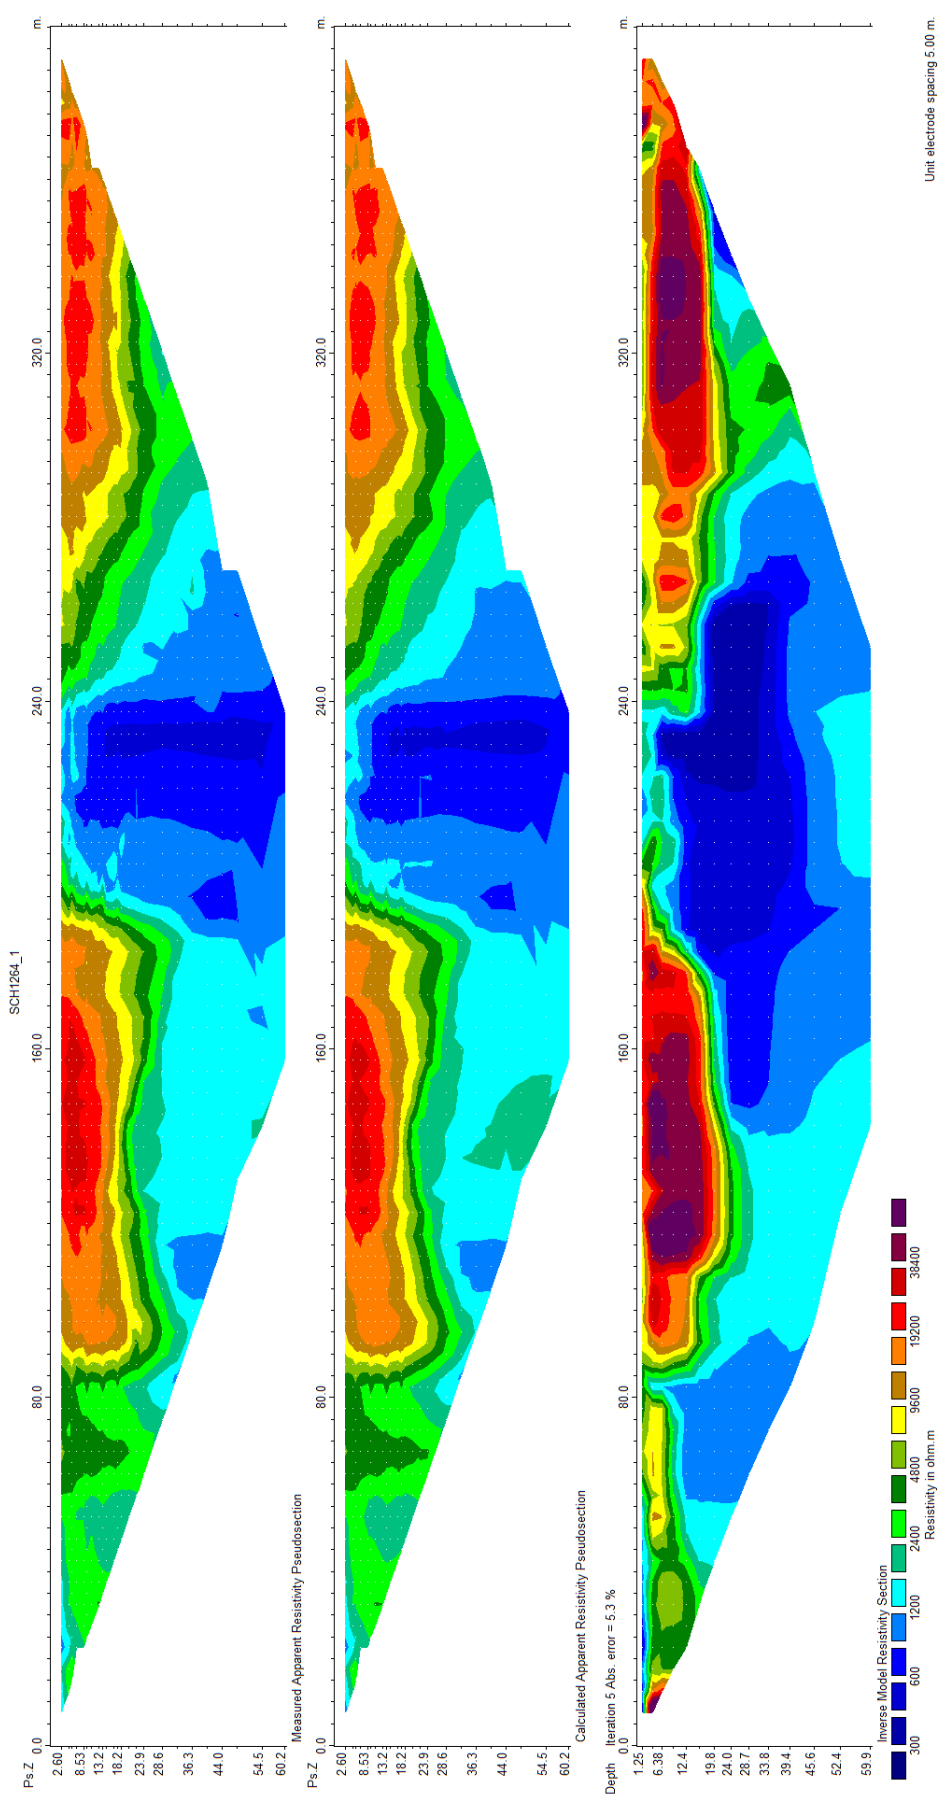 SCH1264_1
Ps.Z 0.0 80.0 160.0 240.0 320.0 m.
2.60
8.53
13.2
18.2
23.9
28.6
36.3
44.0
54.5
60.2
Measured Apparent Resistivity Pseudosection
Ps.Z 0.0 80.0 160.0 240.0 320.0 m.
2.60
8.53
13.2
18.2
23.9
28.6
36.3
44.0
54.5
60.2
Calculated Apparent Resistivity Pseudosection
Depth Iteration 5 Abs. error = 5.3 %
0.0 80.0 160.0 240.0 320.0 m.
1.25
6.38
12.4
19.8
24.0
28.7
33.8
39.4
45.6
52.4
59.9
Inverse Model Resistivity Section
300 600 1200 2400 4800 9600 19200 38400
Resistivity in ohm.m
Unit electrode spacing 5.00 m.